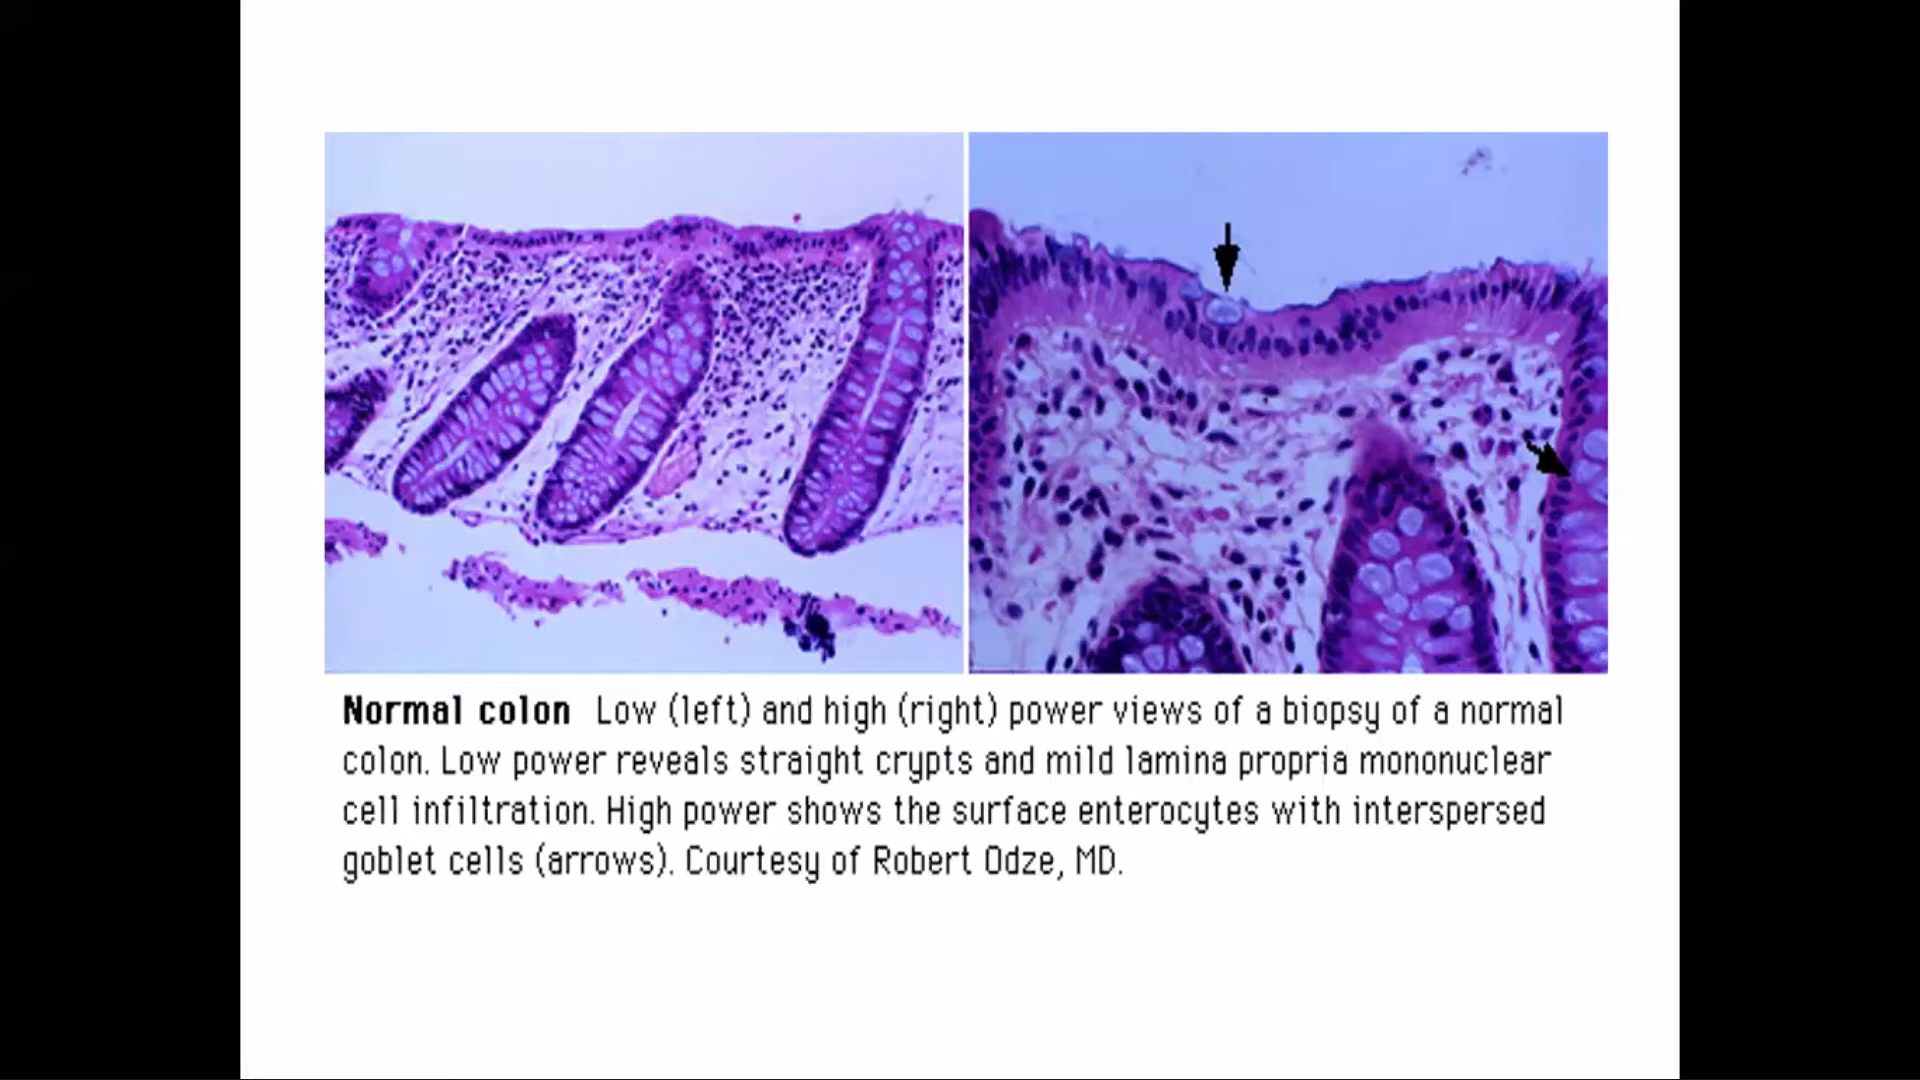 Normal colon Low (left) and high (right) power views of a biopsy of a normal
colon. Low power reveals straight crypts and mild lamina propria mononuclear
cell infiltration. High power shows the surface enterocytes with interspersed
goblet cells (arrows). Courtesy of Robert Odze, MD.